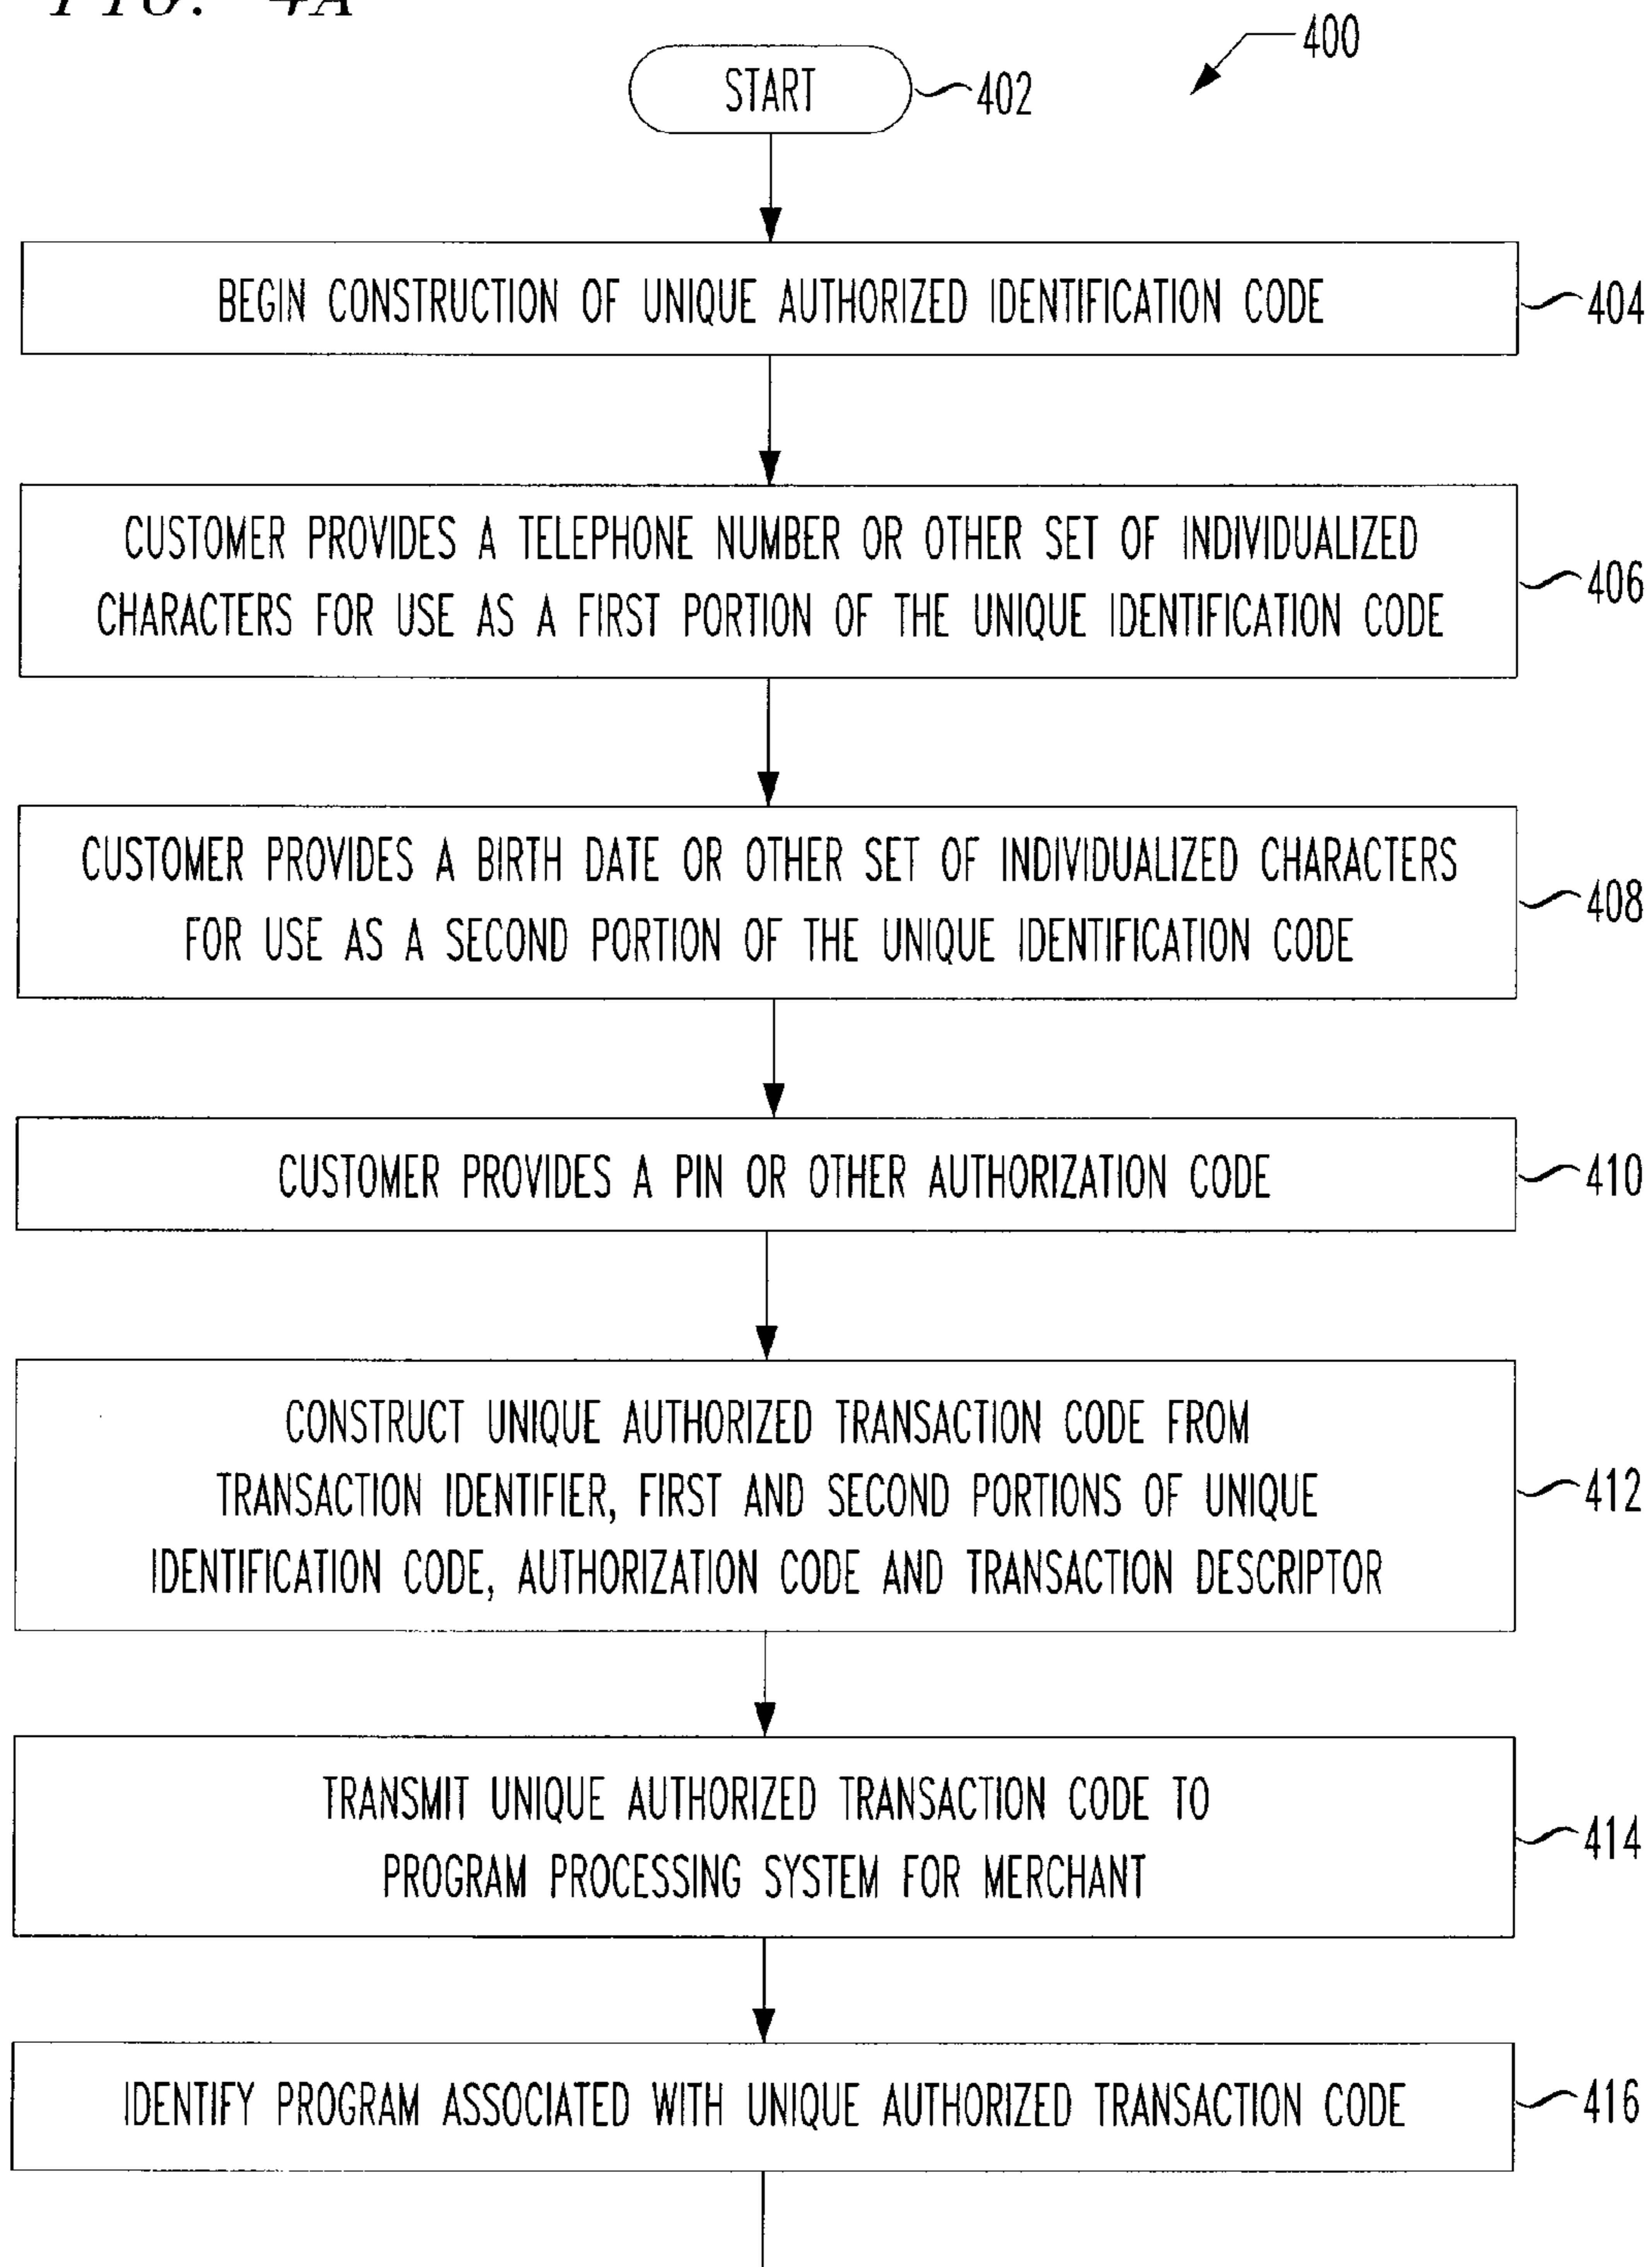 FIG. 4A
400
START
402
BEGIN CONSTRUCTION OF UNIQUE AUTHORIZED IDENTIFICATION CODE
404
CUSTOMER PROVIDES A TELEPHONE NUMBER OR OTHER SET OF INDIVIDUALIZED
CHARACTERS FOR USE AS A FIRST PORTION OF THE UNIQUE IDENTIFICATION CODE
406
CUSTOMER PROVIDES A BIRTH DATE OR OTHER SET OF INDIVIDUALIZED CHARACTERS
FOR USE AS A SECOND PORTION OF THE UNIQUE IDENTIFICATION CODE
408
CUSTOMER PROVIDES A PIN OR OTHER AUTHORIZATION CODE
410
CONSTRUCT UNIQUE AUTHORIZED TRANSACTION CODE FROM
TRANSACTION IDENTIFIER, FIRST AND SECOND PORTIONS OF UNIQUE
IDENTIFICATION CODE, AUTHORIZATION CODE AND TRANSACTION DESCRIPTOR
412
TRANSMIT UNIQUE AUTHORIZED TRANSACTION CODE TO
PROGRAM PROCESSING SYSTEM FOR MERCHANT
414
IDENTIFY PROGRAM ASSOCIATED WITH UNIQUE AUTHORIZED TRANSACTION CODE
416